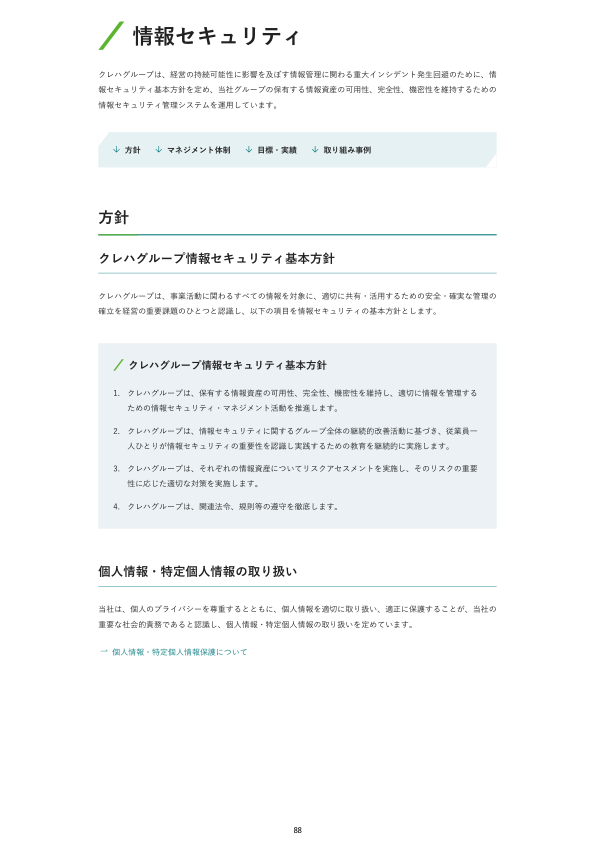 情報セキュリティ
クレハグループは、経営の持続可能性に影響を及ぼす情報管理に関わる重大インシデント発生回避のために、情
報セキュリティ基本方針を定め、当社グループの保有する情報資産の可用性、完全性、機密性を維持するための
情報セキュリティ管理システムを運用しています。
↓ 方針 ↓ マネジメント体制 ↓ 目標・実績 ↓ 取り組み事例
方針
クレハグループ情報セキュリティ基本方針
クレハグループは、事業活動に関わるすべての情報を対象に、適切に共有・活用するための安全・確実な管理の
確立を経営の重要課題のひとつと認識し、以下の項目を情報セキュリティの基本方針とします。
クレハグループ情報セキュリティ基本方針
1. クレハグループは、保有する情報資産の可用性、完全性、機密性を維持し、適切に情報を管理する
ための情報セキュリティ・マネジメント活動を推進します。
2. クレハグループは、情報セキュリティに関するグループ全体の継続的改善活動に基づき、従業員一
人ひとりが情報セキュリティの重要性を認識し実践するための教育を継続的に実施します。
3. クレハグループは、それぞれの情報資産についてリスクアセスメントを実施し、そのリスクの重要
性に応じた適切な対策を実施します。
4. クレハグループは、関連法令、規則等の遵守を徹底します。
個人情報・特定個人情報の取り扱い
当社は、個人のプライバシーを尊重するとともに、個人情報を適切に取り扱い、適正に保護することが、当社の
重要な社会的責務であると認識し、個人情報・特定個人情報の取り扱いを定めています。
個人情報・特定個人情報保護について
88